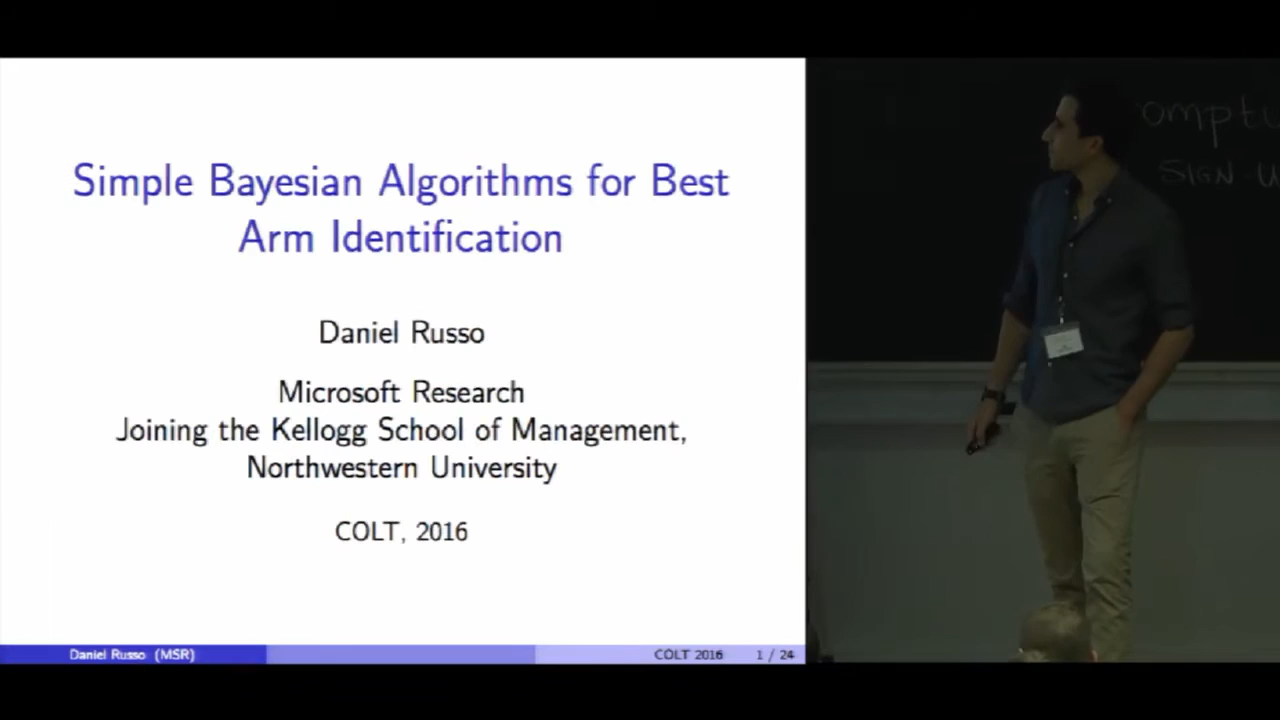 Simple Bayesian Algorithms for Best
Arm Identification
Daniel Russo
Microsoft Research
Joining the Kellogg School of Management,
Northwestern University
COLT, 2016
Daniel Russo (MSR)
COLT 2016
1 / 24
SIGN-U